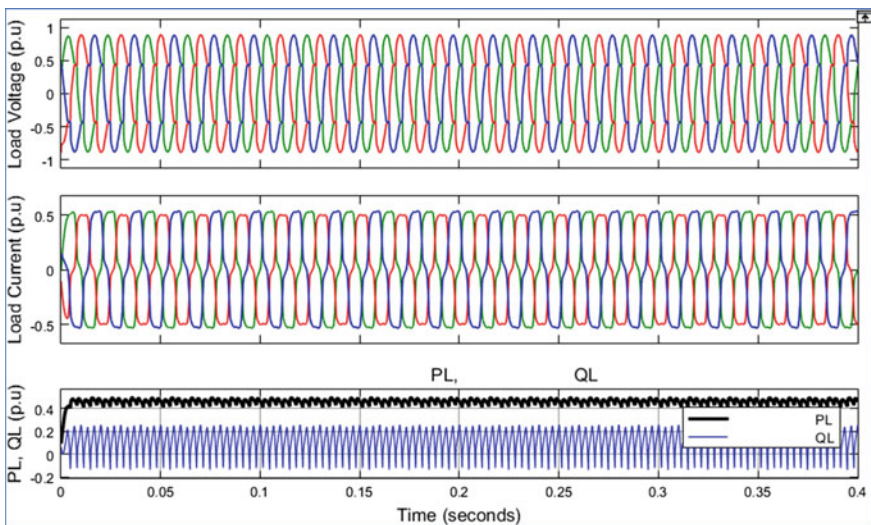 Load Voltage (p.u)
1
0.5
0
-0.5
-1
Load Current (p.u)
0.5
0
-0.5
PL, QL
PL, QL (p.u)
0.4
0.2
0
-0.2
PL
QL
0 0.05 0.1 0.15 0.2 0.25 0.3 0.35 0.4
Time (seconds)